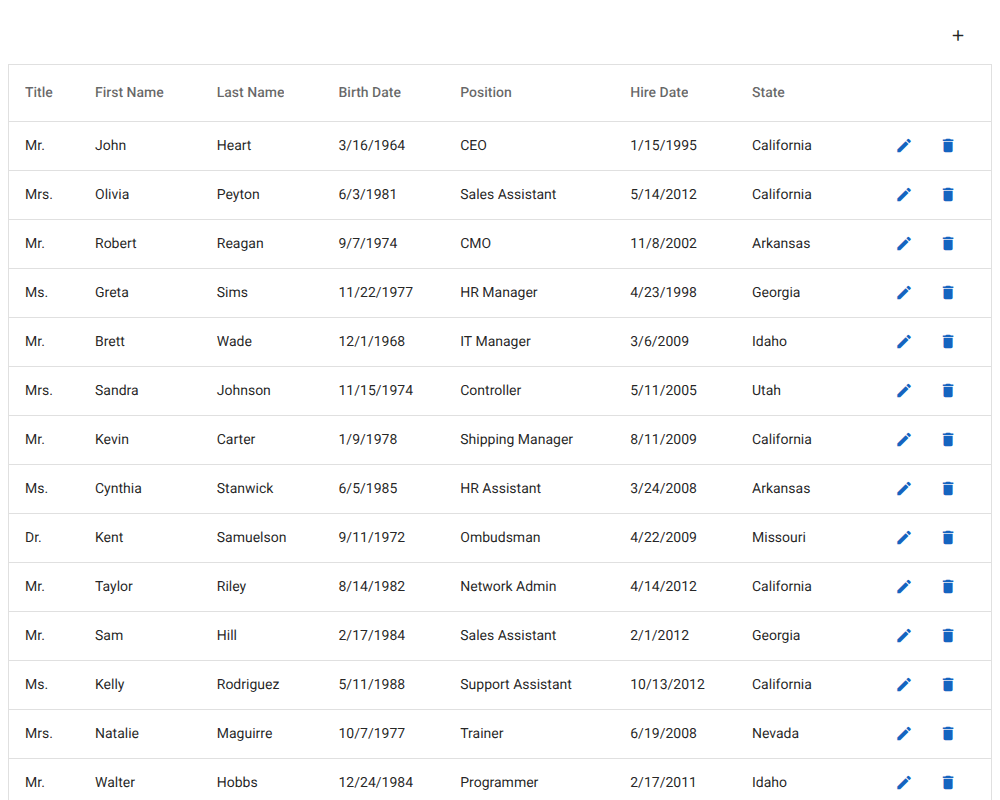 +
Title First Name Last Name Birth Date Position Hire Date State
Mr. John Heart 3/16/1964 CEO 1/15/1995 California
Mrs. Olivia Peyton 6/3/1981 Sales Assistant 5/14/2012 California
Mr. Robert Reagan 9/7/1974 CMO 11/8/2002 Arkansas
Ms. Greta Sims 11/22/1977 HR Manager 4/23/1998 Georgia
Mr. Brett Wade 12/1/1968 IT Manager 3/6/2009 Idaho
Mrs. Sandra Johnson 11/15/1974 Controller 5/11/2005 Utah
Mr. Kevin Carter 1/9/1978 Shipping Manager 8/11/2009 California
Ms. Cynthia Stanwick 6/5/1985 HR Assistant 3/24/2008 Arkansas
Dr. Kent Samuelson 9/11/1972 Ombudsman 4/22/2009 Missouri
Mr. Taylor Riley 8/14/1982 Network Admin 4/14/2012 California
Mr. Sam Hill 2/17/1984 Sales Assistant 2/1/2012 Georgia
Ms. Kelly Rodriguez 5/11/1988 Support Assistant 10/13/2012 California
Mrs. Natalie Maguirre 10/7/1977 Trainer 6/19/2008 Nevada
Mr. Walter Hobbs 12/24/1984 Programmer 2/17/2011 Idaho